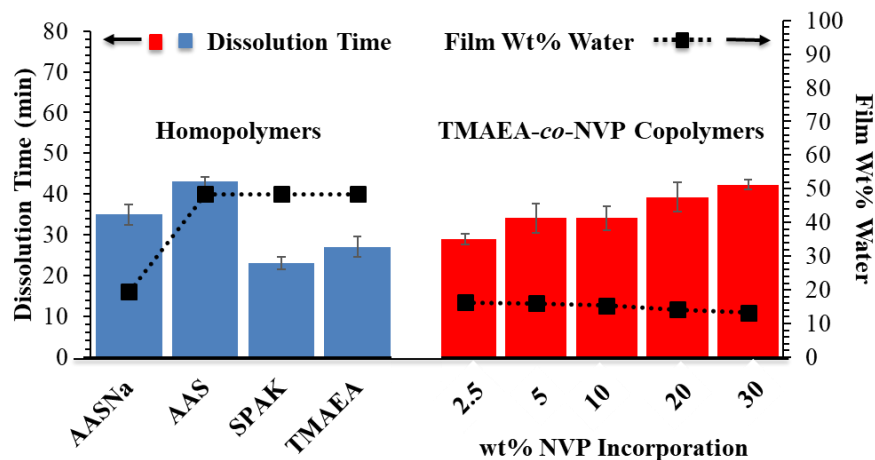 Dissolution Time
Film Wt% Water
Homopolymers
TMAEA-co-NVP Copolymers
Dissolution Time (min)
80
70
60
50
40
30
20
10
0
100
90
80
70
60
50
40
30
20
10
0
Film Wt% Water
AASNa
AAS
SPAK
TMAEA
2.5
5
10
20
30
wt% NVP Incorporation